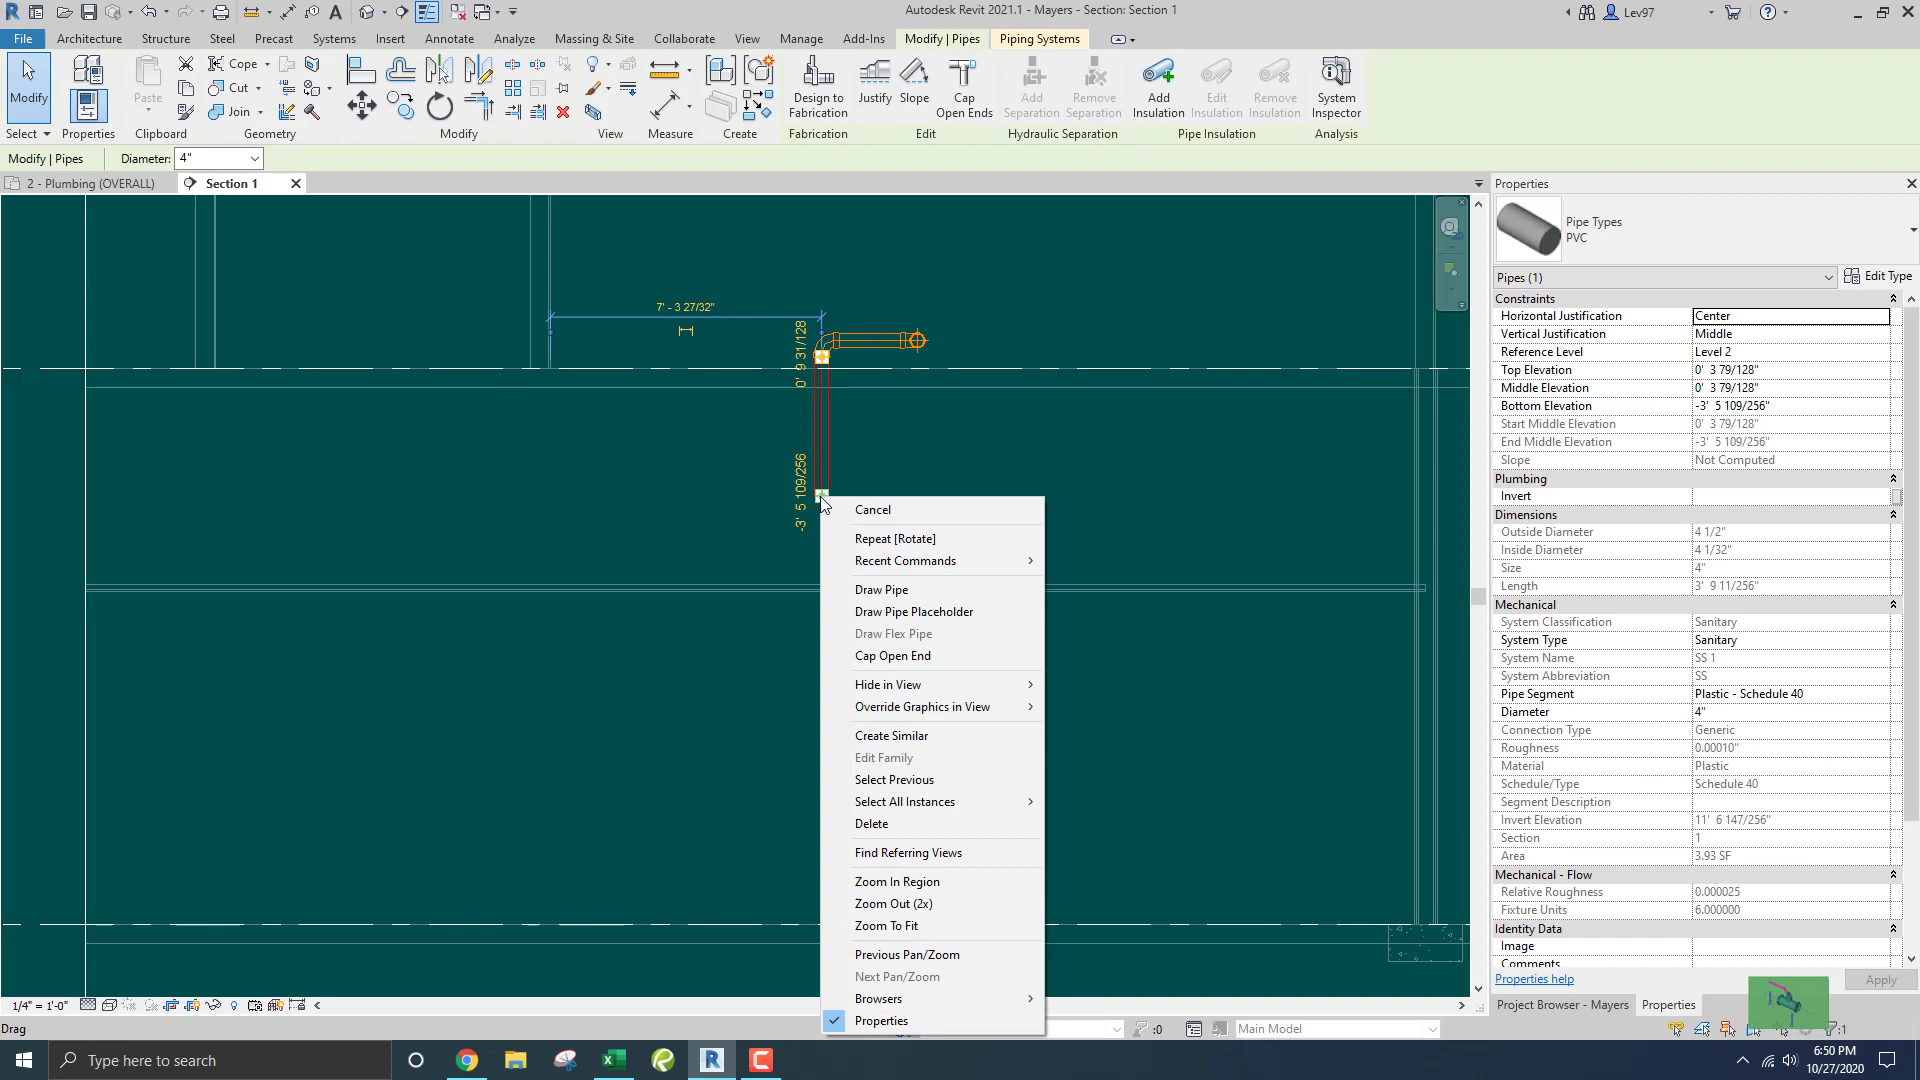 Autodesk Revit 2021.1 - Mayers - Section: Section 1
Lev97
File
Architecture
Structure
Steel
Precast
Systems
Insert
Annotate
Analyze
Massing & Site
Collaborate
View
Manage
Add-Ins
Modify | Pipes
Piping Systems
Modify
Paste
Cope
Cut
Join
Design to
Fabrication
Justify
Slope
Cap
Open Ends
Add
Separation
Remove
Separation
Add
Insulation
Edit
Insulation
Remove
Insulation
System
Inspector
Select
Properties
Clipboard
Geometry
Modify
View
Measure
Create
Fabrication
Edit
Hydraulic Separation
Pipe Insulation
Analysis
Modify | Pipes
Diameter:
4"
2 - Plumbing (OVERALL)
Section 1
7' - 3 27/32"
0' 9 31/128
-3' 5 109/256
Cancel
Repeat [Rotate]
Recent Commands
Draw Pipe
Draw Pipe Placeholder
Draw Flex Pipe
Cap Open End
Hide in View
Override Graphics in View
Create Similar
Edit Family
Select Previous
Select All Instances
Delete
Find Referring Views
Zoom In Region
Zoom Out (2x)
Zoom To Fit
Previous Pan/Zoom
Next Pan/Zoom
Browsers
Properties
Properties
Pipe Types
PVC
Pipes (1)
Edit Type
Constraints
Horizontal Justification Center
Vertical Justification Middle
Reference Level Level 2
Top Elevation 0' 3 79/128"
Middle Elevation 0' 3 79/128"
Bottom Elevation -3' 5 109/256"
Start Middle Elevation 0' 3 79/128"
End Middle Elevation -3' 5 109/256"
Slope Not Computed
Plumbing
Invert
Dimensions
Outside Diameter 4 1/2"
Inside Diameter 4 1/32"
Size 4"
Length 3' 9 11/256"
Mechanical
System Classification Sanitary
System Type Sanitary
System Name SS 1
System Abbreviation SS
Pipe Segment Plastic - Schedule 40
Diameter 4"
Connection Type Generic
Roughness 0.00010"
Material Plastic
Schedule/Type Schedule 40
Segment Description
Invert Elevation 11' 6 147/256"
Section 1
Area 3.93 SF
Mechanical - Flow
Relative Roughness 0.000025
Fixture Units 6.000000
Identity Data
Image
Comments
Properties help
Apply
Project Browser - Mayers
Properties
1/4" = 1'-0"
Drag
:0
Main Model
:1
Type here to search
6:50 PM
10/27/2020